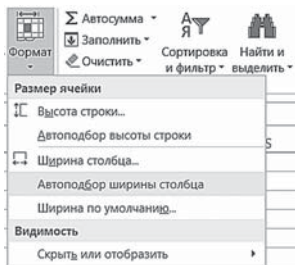 Формат
Σ Автосумма
Заполнить
Очистить
Сортировка
и фильтр
Найти и
выделить
Размер ячейки
Высота строки...
Автоподбор высоты строки
Ширина столбца...
Автоподбор ширины столбца
Ширина по умолчанию...
Видимость
Скрыть или отобразить
S